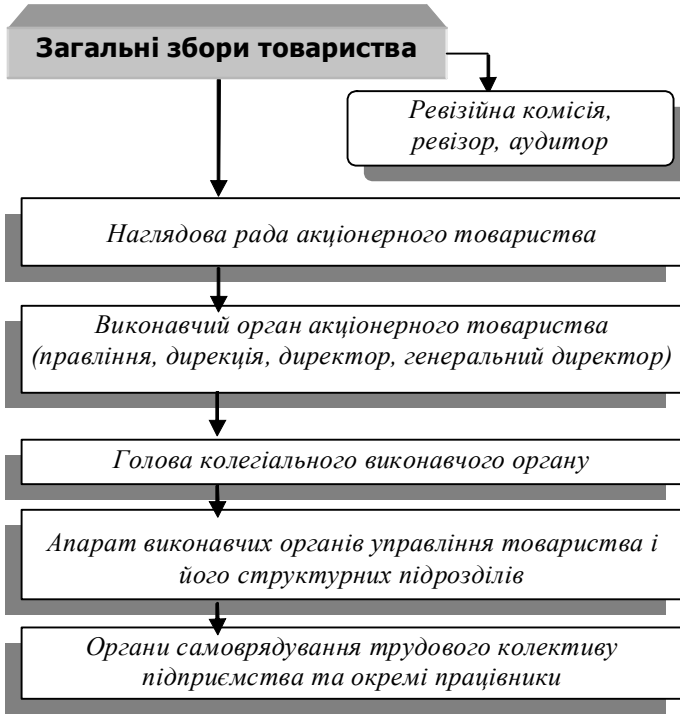 Загальні збори товариства
Ревізійна комісія,
ревізор, аудитор
Наглядова рада акціонерного товариства
Виконавчий орган акціонерного товариства
(правління, дирекція, директор, генеральний директор)
Голова колегіального виконавчого органу
Апарат виконавчих органів управління товариства і
його структурних підрозділів
Органи самоврядування трудового колективу
підприємства та окремі працівники